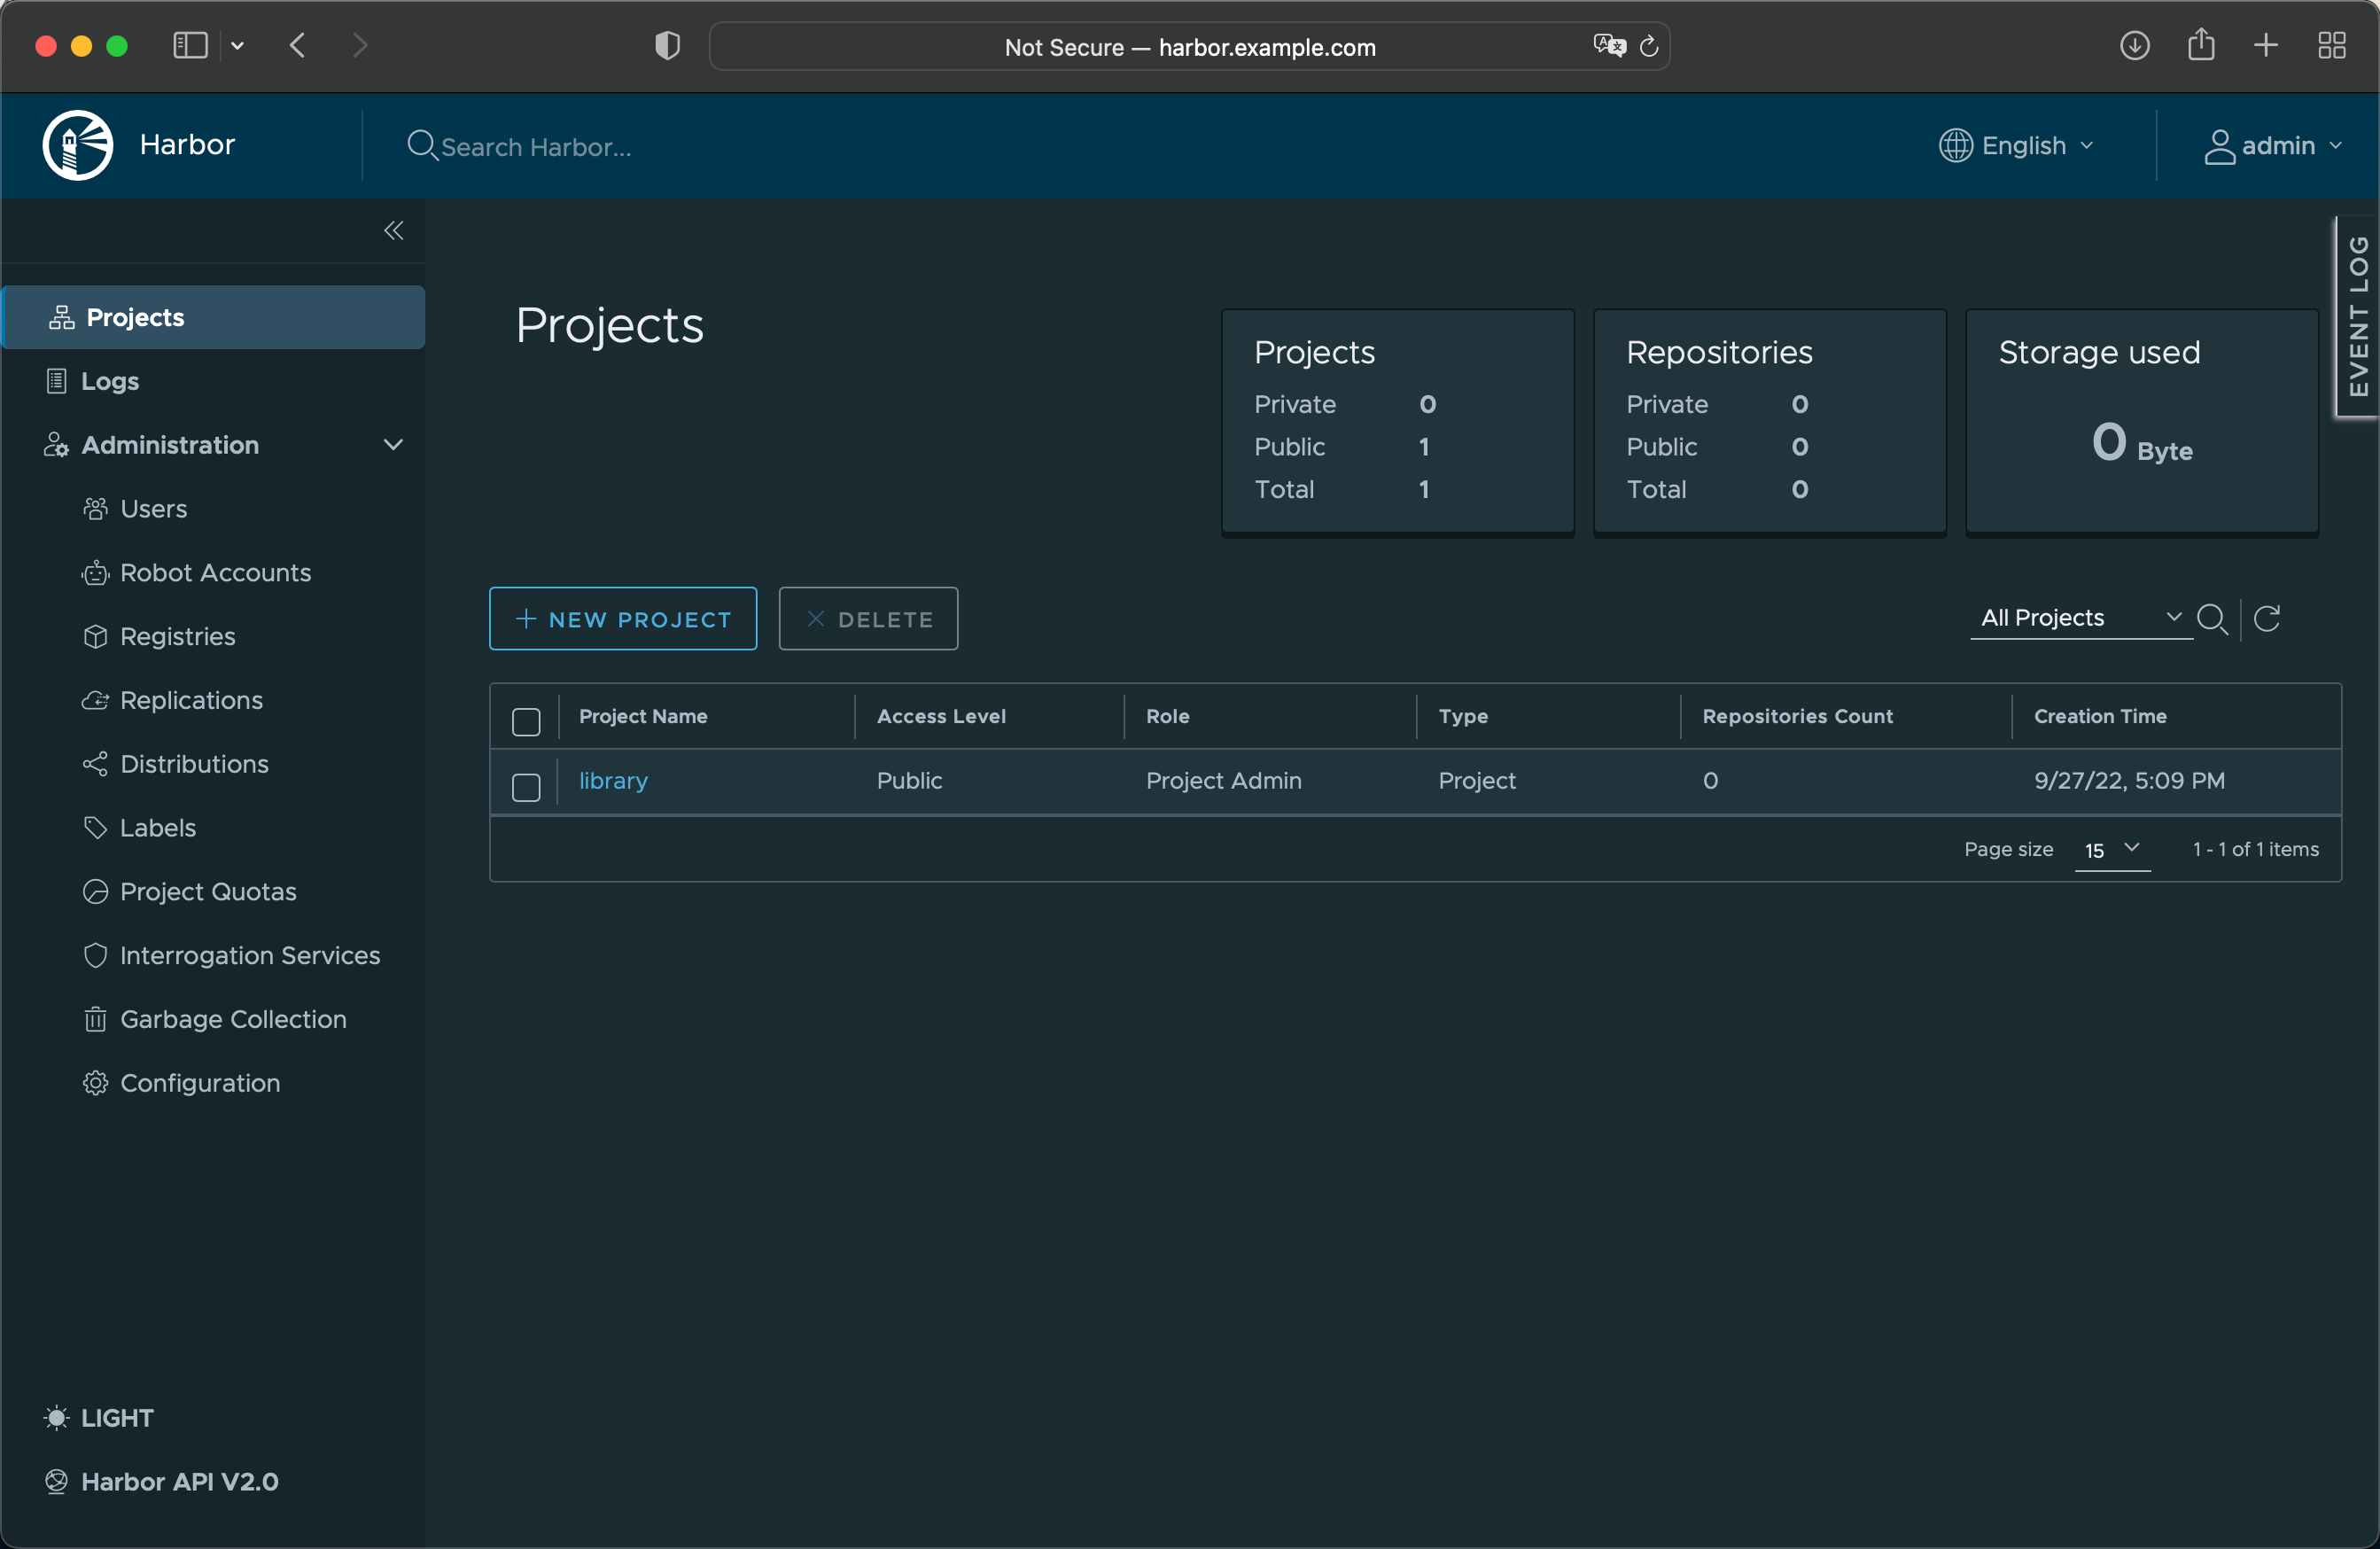 Not Secure — harbor.example.com
Harbor
Search Harbor...
English
admin
EVENT LOG
Projects
Logs
Administration
Users
Robot Accounts
Registries
Replications
Distributions
Labels
Project Quotas
Interrogation Services
Garbage Collection
Configuration
LIGHT
Harbor API V2.0
Projects
Projects
Private 0
Public 1
Total 1
Repositories
Private 0
Public 0
Total 0
Storage used
0 Byte
NEW PROJECT
DELETE
All Projects
Project Name Access Level Role Type Repositories Count Creation Time
library Public Project Admin Project 0 9/27/22, 5:09 PM
Page size 15 1 - 1 of 1 items